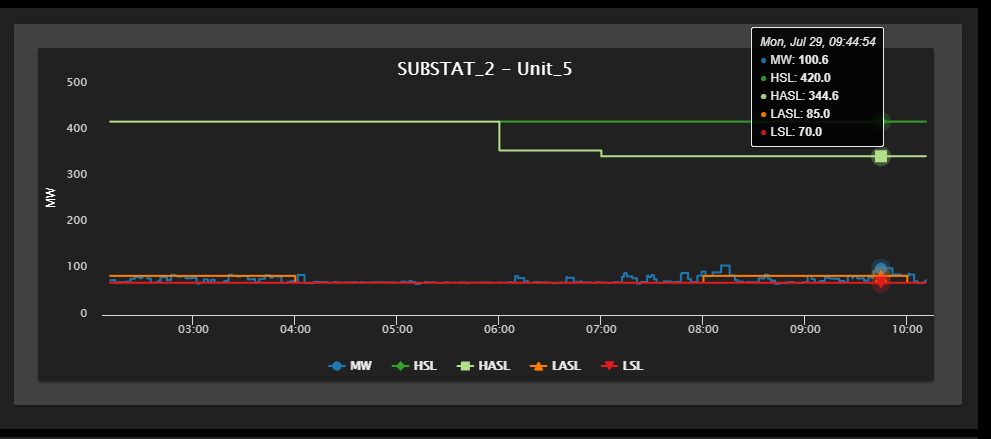 Mon, Jul 29, 09:44:54
MW: 100.6
HSL: 420.0
HASL: 344.6
LASL: 85.0
LSL: 70.0
SUBSTAT_2 - Unit_5
MW
500
400
300
200
100
0
03:00 04:00 05:00 06:00 07:00 08:00 09:00 10:00
MW HSL HASL LASL LSL